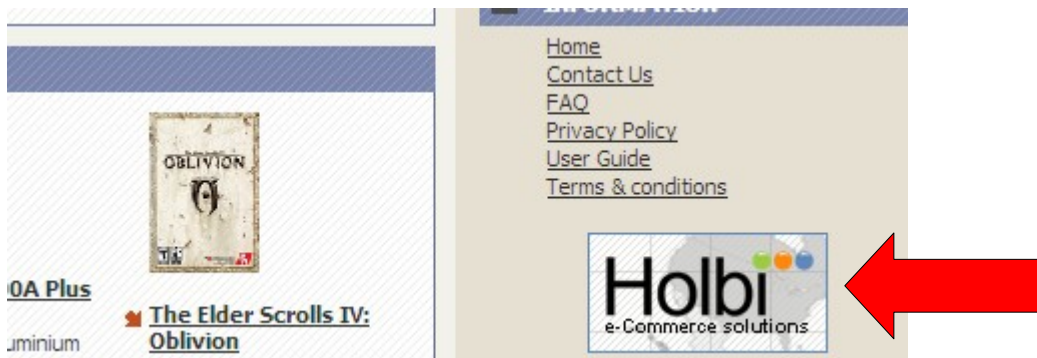 INFORMATION
Home
Contact Us
FAQ
Privacy Policy
User Guide
Terms & conditions
OBLIVION
0A Plus
The Elder Scrolls IV:
Oblivion
uminium
Holbi
e-Commerce solutions